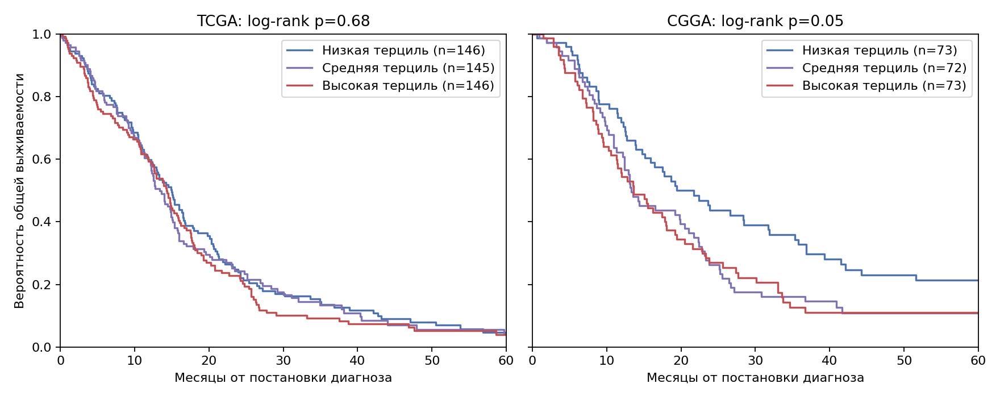 TCGA: log-rank p=0.68
Вероятность общей выживаемости
1.0
0.8
0.6
0.4
0.2
0.0
Низкая терциль (n=146)
Средняя терциль (n=145)
Высокая терциль (n=146)
0 10 20 30 40 50 60
Месяцы от постановки диагноза
CGGA: log-rank p=0.05
Низкая терциль (n=73)
Средняя терциль (n=72)
Высокая терциль (n=73)
0 10 20 30 40 50 60
Месяцы от постановки диагноза